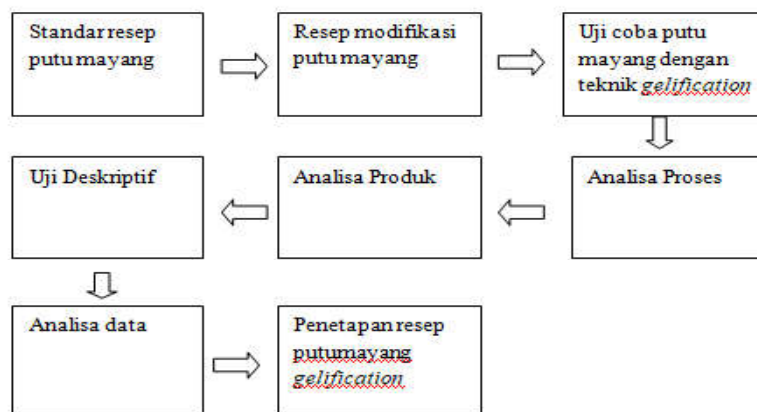 Standar resep
putu mayang
Resep modifikasi
putu mayang
Uji coba putu
mayang dengan
teknik gelification
Analisa Proses
Analisa Produk
Uji Deskriptif
Analisa data
Penetapan resep
putumayang
gelification